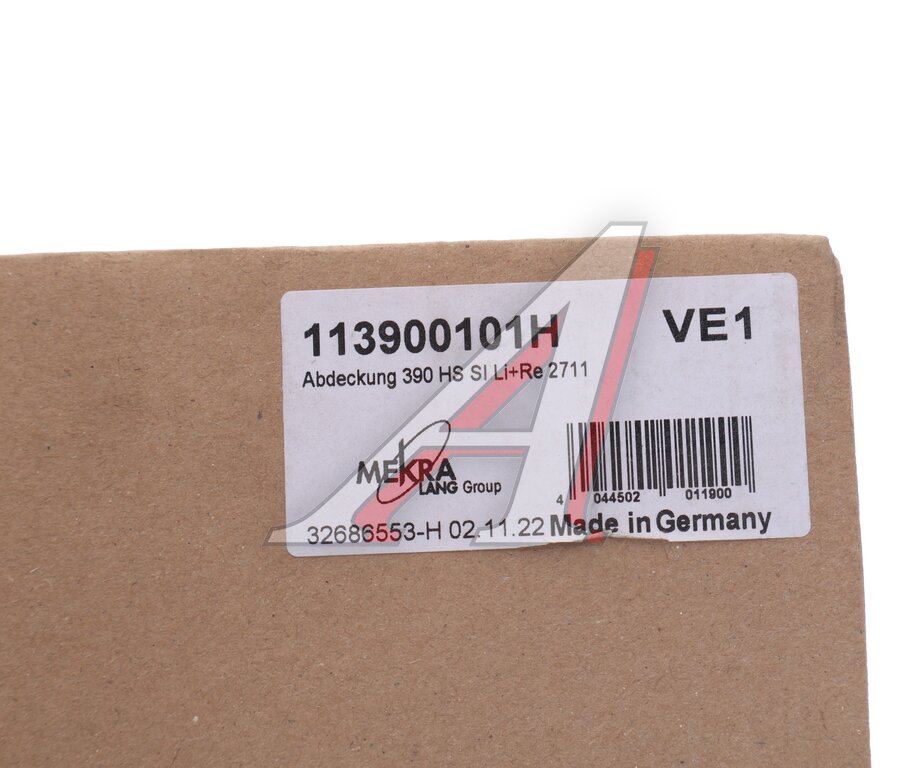 113900101H VE1
Abdeckung 390 HS SI Li+Re 2711
MEKRA
LANG Group
4 044502 011900
32686553-H 02.11.22 Made in Germany